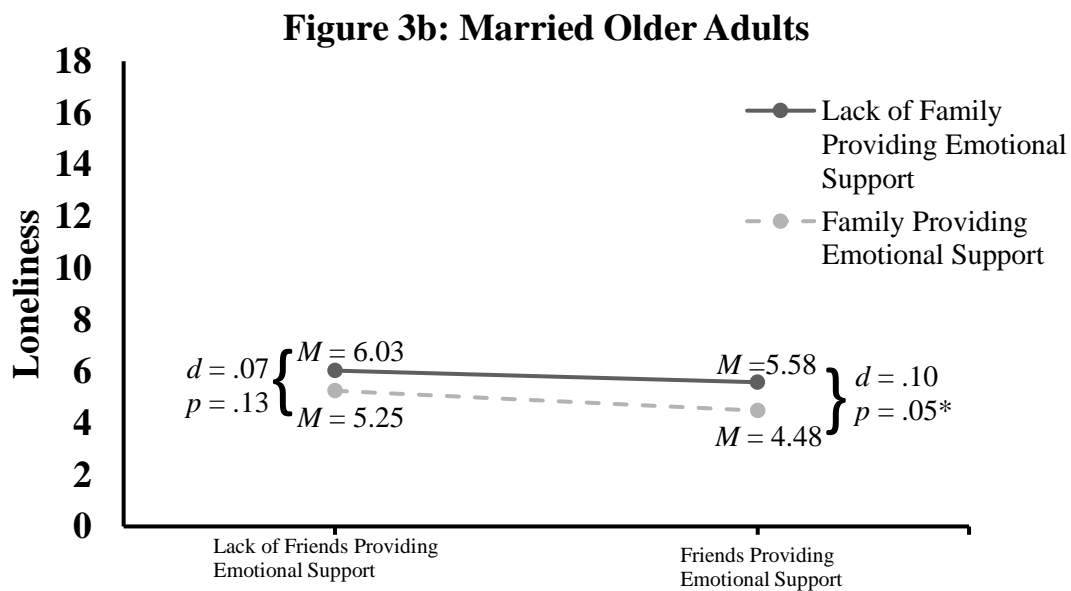 Figure 3b: Married Older Adults
Loneliness
18
16
14
12
10
8
6
4
2
0
Lack of Family
Providing Emotional
Support
Family Providing
Emotional Support
M = 6.03
d = .07
p = .13
M = 5.25
M =5.58
d = .10
p = .05*
M = 4.48
Lack of Friends Providing
Emotional Support
Friends Providing
Emotional Support